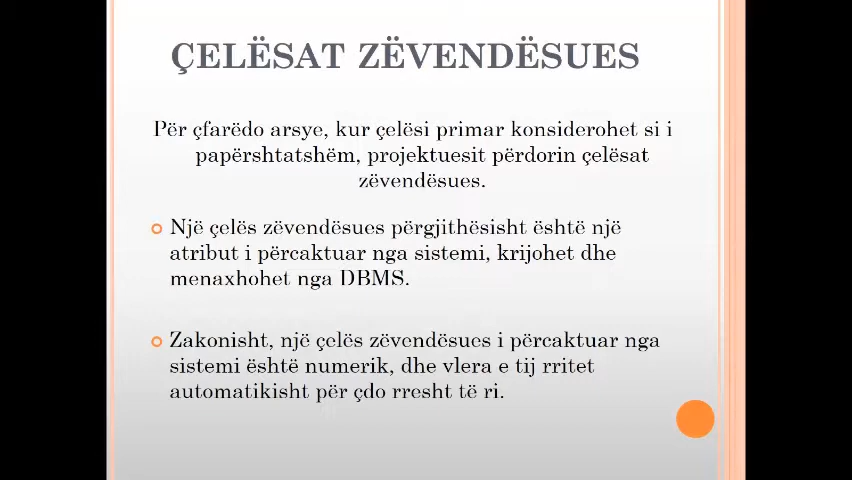 ÇELËSAT ZËVENDËSUES
Për çfarëdo arsye, kur çelësi primar konsiderohet si i
papërshtatshëm, projektuesit përdorin çelësat
zëvendësues.
Një çelës zëvendësues përgjithësisht është një
atribut i përcaktuar nga sistemi, krijohet dhe
menaxhohet nga DBMS.
Zakonisht, një çelës zëvendësues i përcaktuar nga
sistemi është numerik, dhe vlera e tij rritet
automatikisht për çdo rresht të ri.